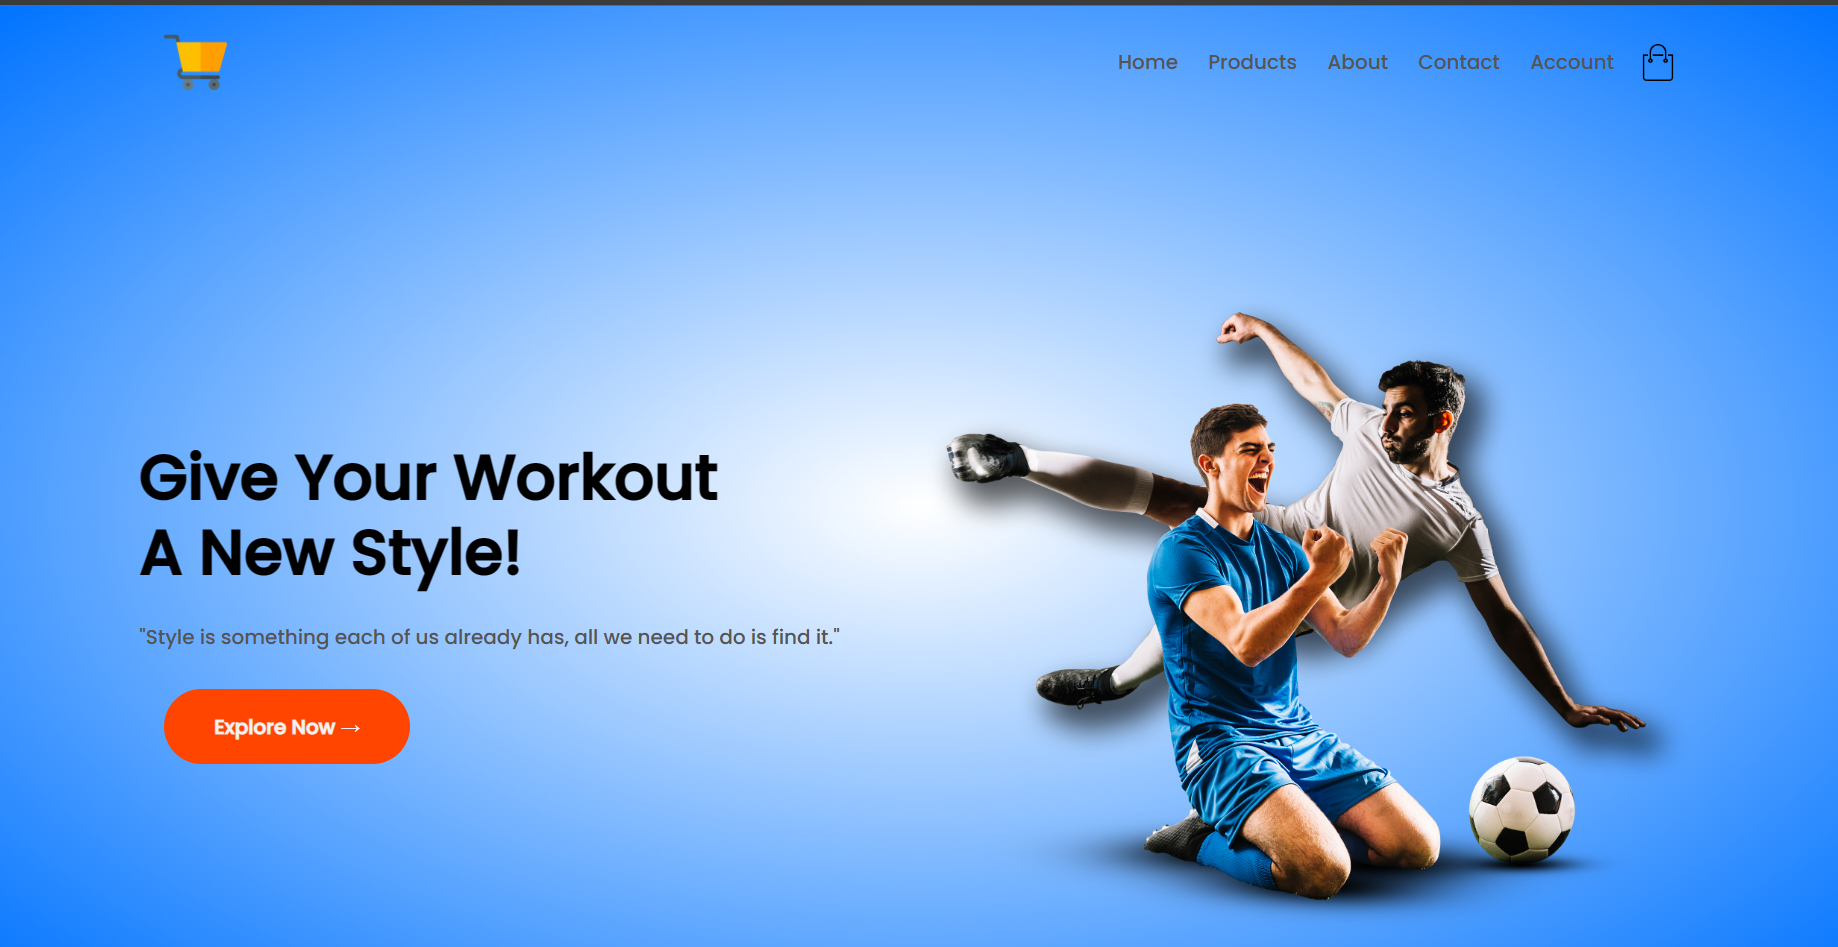 Home Products About Contact Account
Give Your Workout
A New Style!
"Style is something each of us already has, all we need to do is find it."
Explore Now →